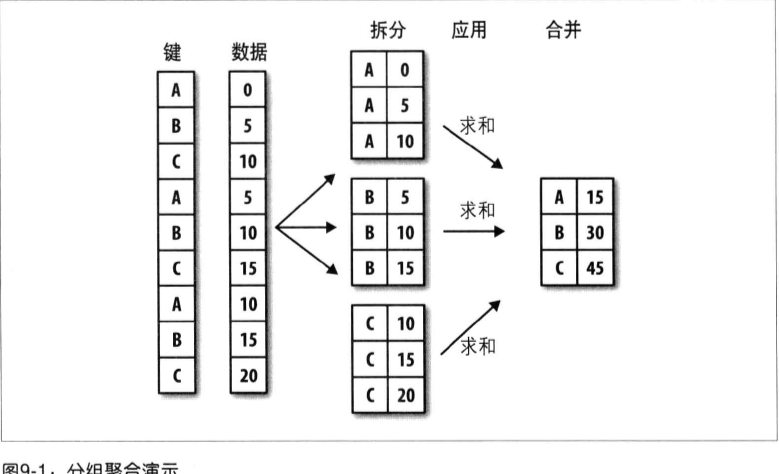 拆分 应用 合并
键 数据
A 0
B 5
C 10
A 5
B 10
C 15
A 10
B 15
C 20
A 0
A 5
A 10
B 5
B 10
B 15
C 10
C 15
C 20
求和
求和
求和
A 15
B 30
C 45
图9-1：分组聚合演示